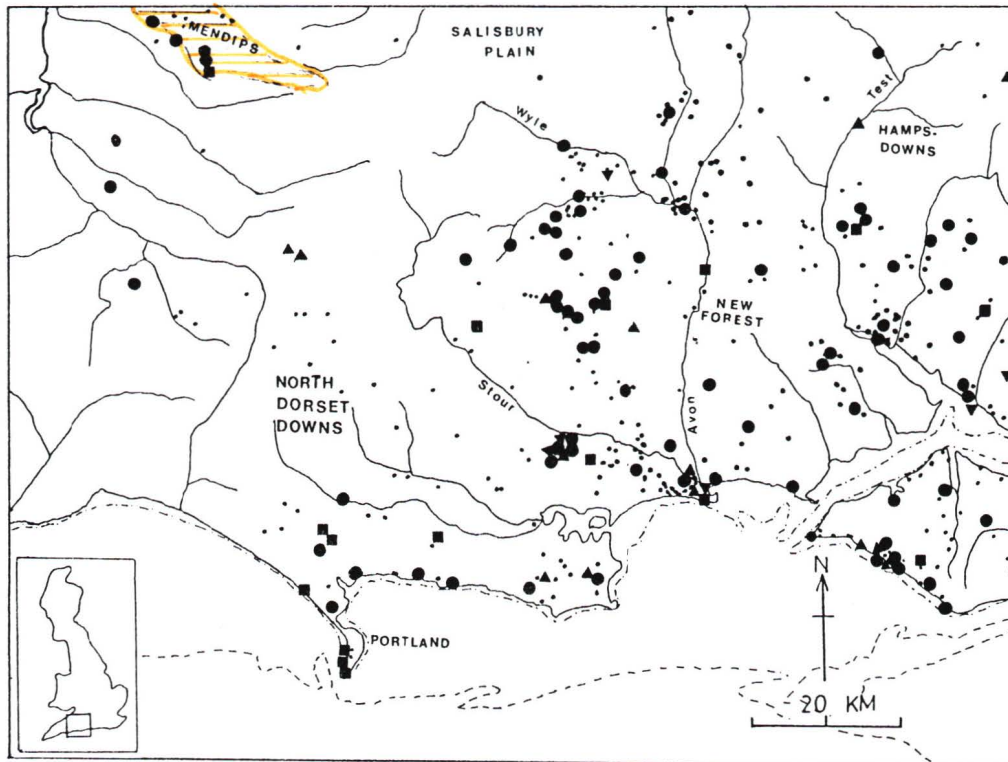 MENDIPS
SALISBURY
PLAIN
Wyle
Test
HAMPS-
DOWNS
NEW
FOREST
NORTH
DORSET
DOWNS
Stour
Avon
N
PORTLAND
20 KM